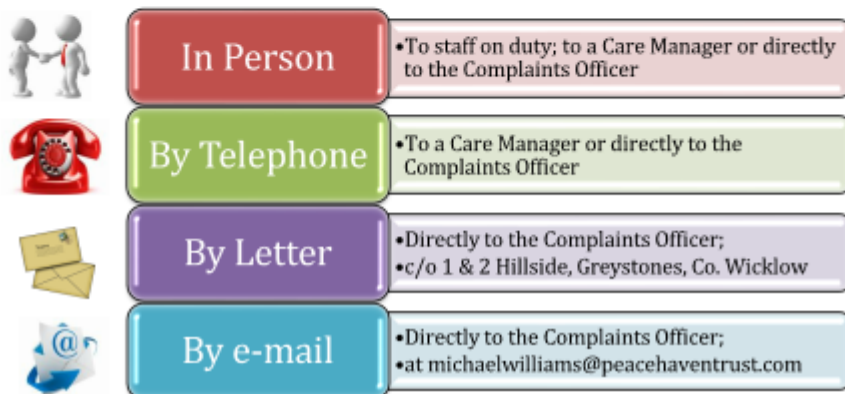 In Person
•To staff on duty; to a Care Manager or directly
to the Complaints Officer
By Telephone
•To a Care Manager or directly to the
Complaints Officer
By Letter
•Directly to the Complaints Officer;
•c/o 1 & 2 Hillside, Greystones, Co. Wicklow
@
By e-mail
•Directly to the Complaints Officer;
•at michaelwilliams@peacehaventrust.com